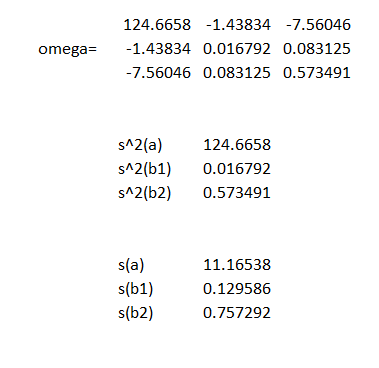 124.6658 -1.43834 -7.56046
omega= -1.43834 0.016792 0.083125
-7.56046 0.083125 0.573491
s^2(a) 124.6658
s^2(b1) 0.016792
s^2(b2) 0.573491
s(a) 11.16538
s(b1) 0.129586
s(b2) 0.757292